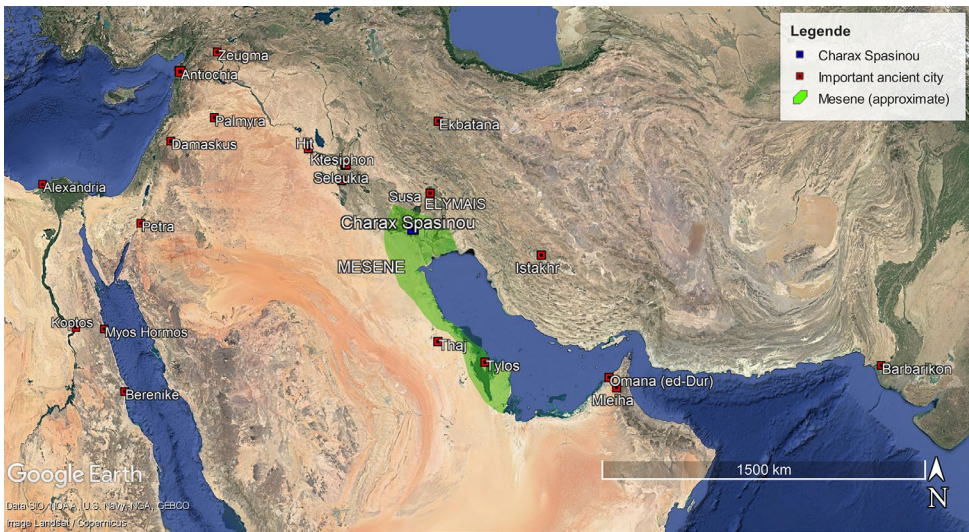 Legende
Charax Spasinou
Important ancient city
Mesene (approximate)
Zeugma
Antiochia
Palmyra
Ekbatana
Damaskus
Hit
Ktesiphon
Seleukia
Alexandria
Susa
ELYMAIS
Charax Spasinou
Petra
MESENE
Istakhr
Koptos
Myos Hormos
Thaj
Tylos
Barbarikon
Omana (ed-Dur)
Mleiha
Berenike
1500 km
N
Google Earth
Data SIO, NOAA, U.S. Navy, NGA, GEBCO
Image Landsat / Copernicus